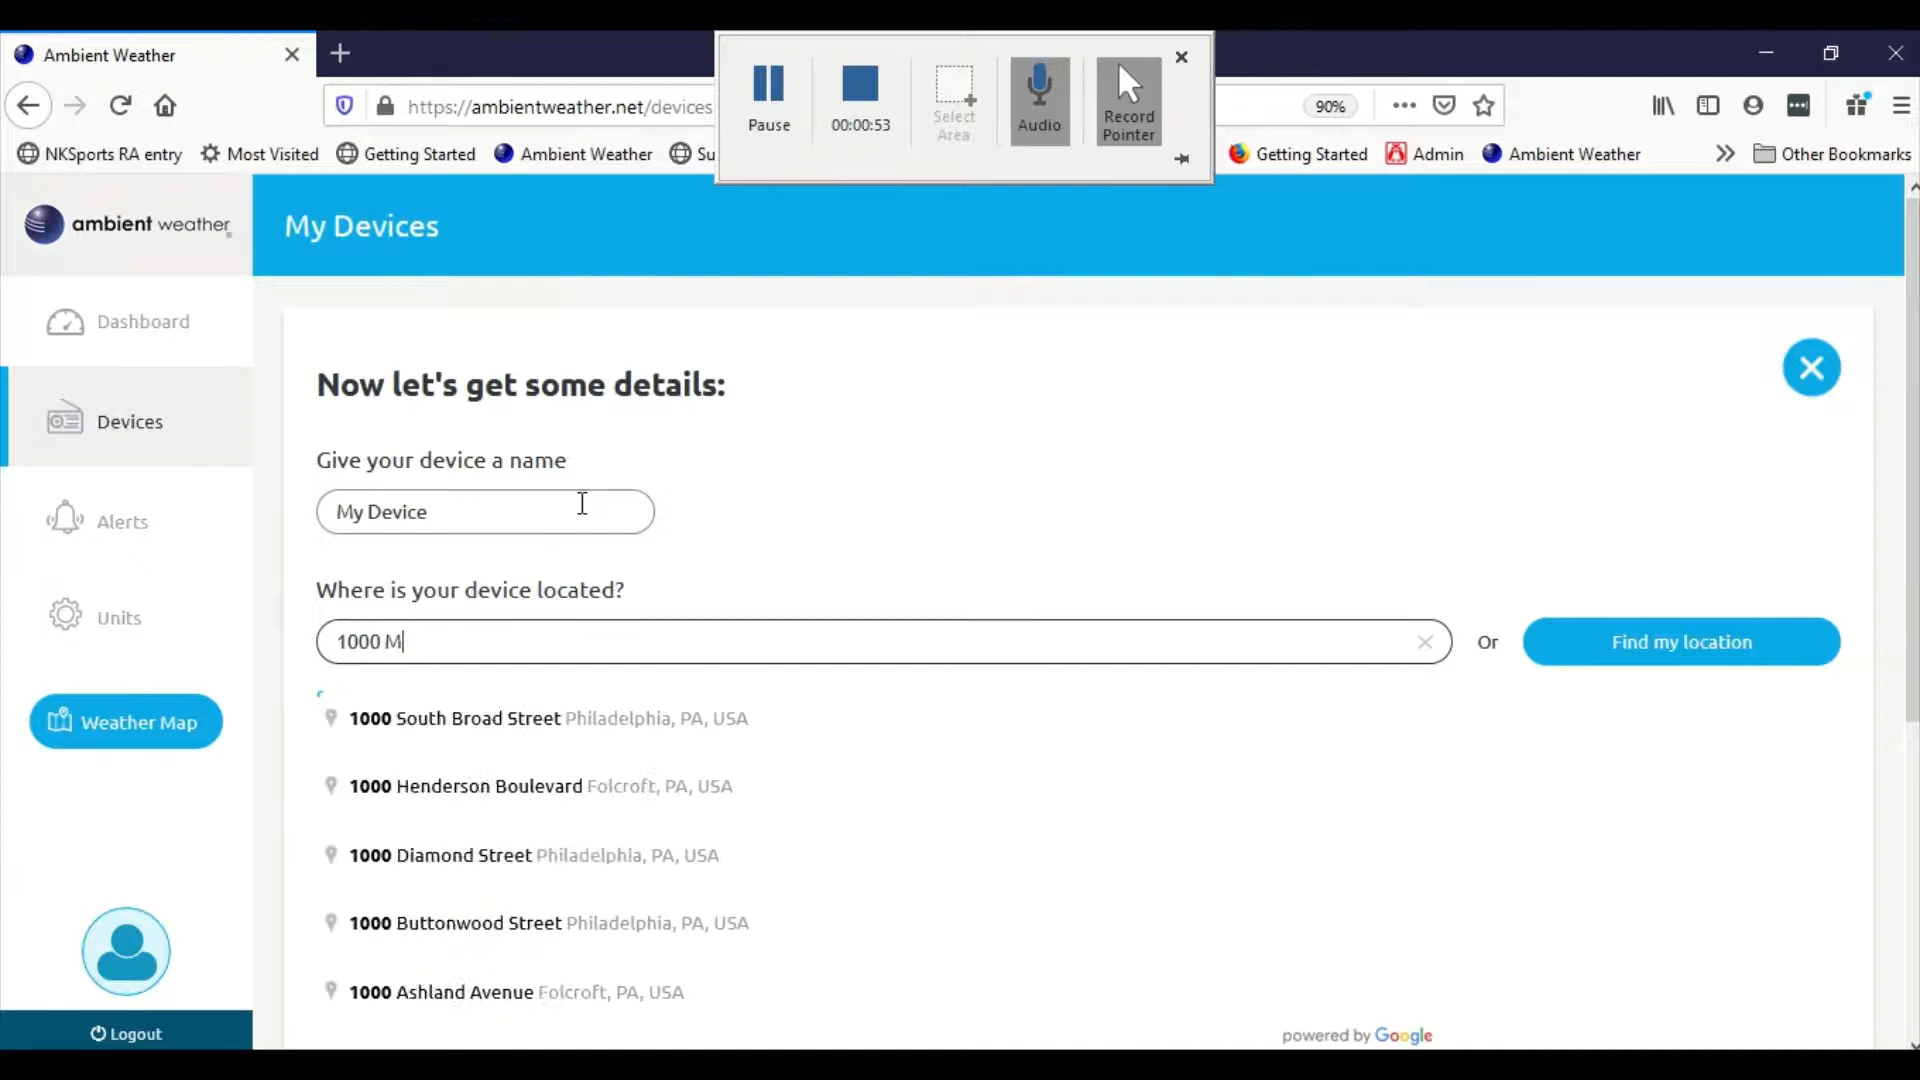 Ambient Weather
Pause
00:00:53
Select
Area
Audio
Record
Pointer
https://ambientweather.net/devices
90%
NKSports RA entry
Most Visited
Getting Started
Ambient Weather
Su
Getting Started
Admin
Ambient Weather
Other Bookmarks
ambient weather
My Devices
Dashboard
Devices
Alerts
Units
Weather Map
Logout
Now let's get some details:
Give your device a name
My Device
Where is your device located?
1000 M
Or
Find my location
1000 South Broad Street Philadelphia, PA, USA
1000 Henderson Boulevard Folcroft, PA, USA
1000 Diamond Street Philadelphia, PA, USA
1000 Buttonwood Street Philadelphia, PA, USA
1000 Ashland Avenue Folcroft, PA, USA
powered by Google